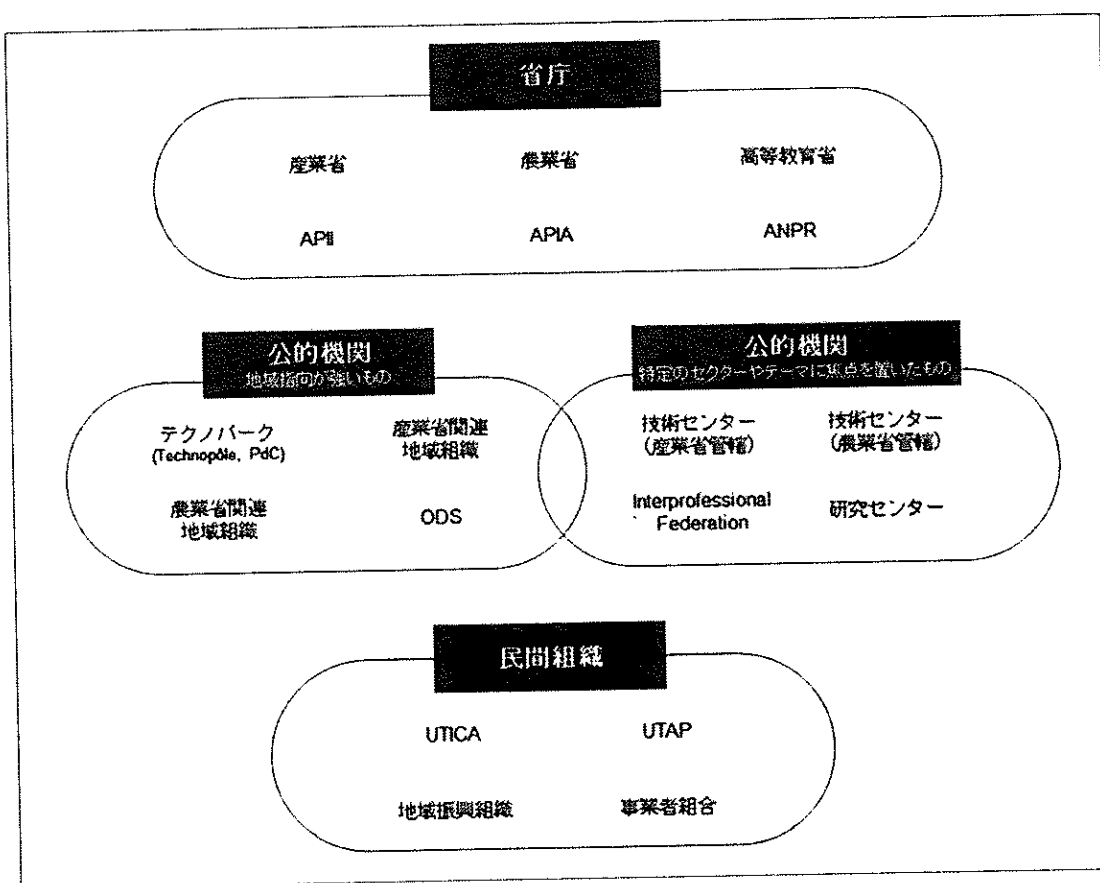 省庁
産業省 農業省 高等教育省
APII APIA ANPR
公的機関
地域指向が強いもの
公的機関
特定のセクターやテーマに焦点を置いたもの
テクノパーク
(Technopôle, PdC)
産業省関連
地域組織
技術センター
(産業省管轄)
技術センター
(農業省管轄)
農業省関連
地域組織
ODS
Interprofessional
Federation
研究センター
民間組織
UTICA UTAP
地域振興組織 事業者組合